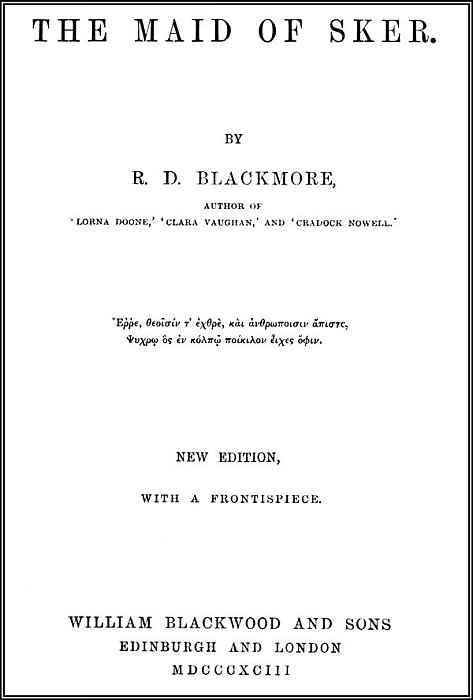 THE MAID OF SKER.
BY
R. D. BLACKMORE,
AUTHOR OF
'LORNA DOONE,' 'CLARA VAUGHAN,' AND 'CRADOCK NOWELL.'
Ἔῤῥε, θεοῖσίν τ' ἐχθρὲ, καὶ ἀνθρωποισιν ἄπιστε,
Ψυχρῳ ὃς ἐν κόλπῳ ποίκιλον εἶχες ὄφιν.
NEW EDITION,
WITH A FRONTISPIECE.
WILLIAM BLACKWOOD AND SONS
EDINBURGH AND LONDON
MDCCCXCIII